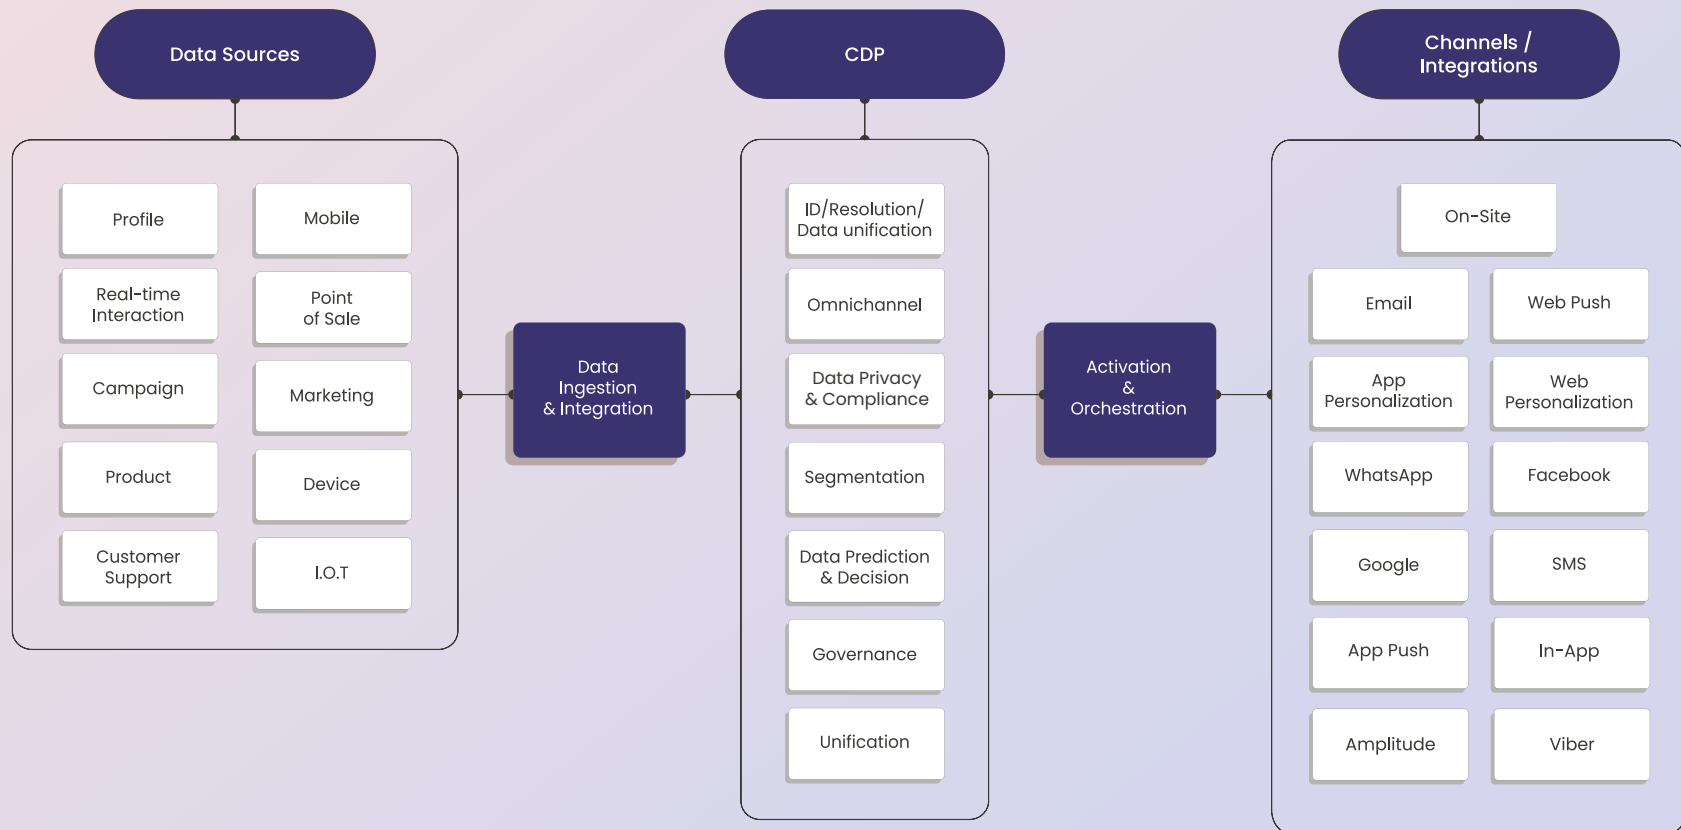 Data Sources
Profile
Mobile
Real-time
Interaction
Point
of Sale
Campaign
Marketing
Product
Device
Customer
Support
I.O.T
Data
Ingestion
& Integration
CDP
ID/Resolution/
Data unification
Omnichannel
Data Privacy
& Compliance
Segmentation
Data Prediction
& Decision
Governance
Unification
Activation
&
Orchestration
Channels /
Integrations
On-Site
Email
Web Push
App
Personalization
Web
Personalization
WhatsApp
Facebook
Google
SMS
App Push
In-App
Amplitude
Viber